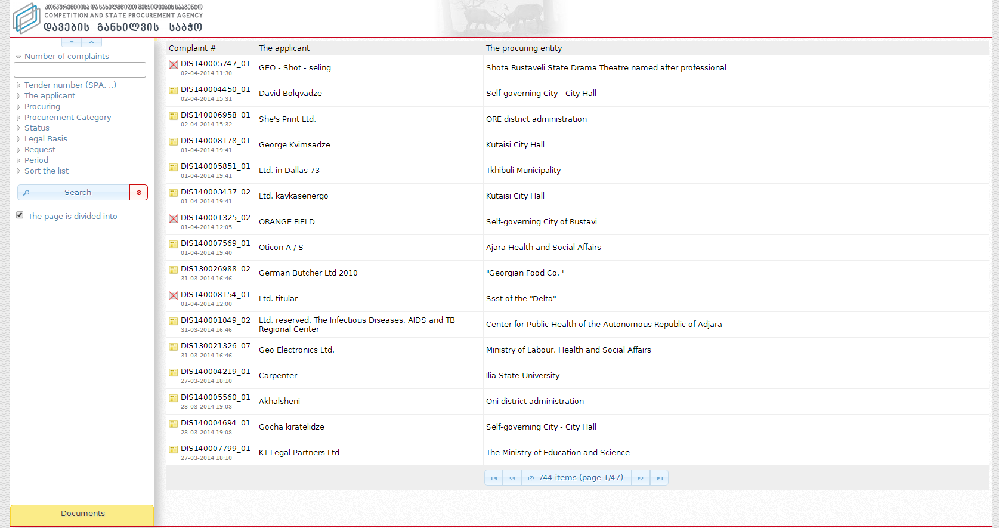 კონკურენციისა და სახელმწიფო შესყიდვების სააგენტო
COMPETITION AND STATE PROCUREMENT AGENCY
დავების განხილვის საბჭო
Number of complaints
Tender number (SPA. ..)
The applicant
Procuring
Procurement Category
Status
Legal Basis
Request
Period
Sort the list
Search
The page is divided into
Documents
Complaint # The applicant The procuring entity
DIS140005747_01
02-04-2014 11:30
GEO - Shot - seling
Shota Rustaveli State Drama Theatre named after professional
DIS140004450_01
02-04-2014 15:31
David Bolqvadze
Self-governing City - City Hall
DIS140006958_01
02-04-2014 15:32
She's Print Ltd.
ORE district administration
DIS140008178_01
01-04-2014 19:41
George Kvimsadze
Kutaisi City Hall
DIS140005851_01
01-04-2014 19:41
Ltd. in Dallas 73
Tkhibuli Municipality
DIS140003437_02
01-04-2014 19:41
Ltd. kavkasenergo
Kutaisi City Hall
DIS140001325_02
01-04-2014 12:05
ORANGE FIELD
Self-governing City of Rustavi
DIS140007569_01
01-04-2014 19:40
Oticon A / S
Ajara Health and Social Affairs
DIS130026988_02
31-03-2014 16:46
German Butcher Ltd 2010
"Georgian Food Co. '
DIS140008154_01
01-04-2014 12:00
Ltd. titular
Ssst of the "Delta"
DIS140001049_02
31-03-2014 16:46
Ltd. reserved. The Infectious Diseases, AIDS and TB
Regional Center
Center for Public Health of the Autonomous Republic of Adjara
DIS130021326_07
31-03-2014 16:46
Geo Electronics Ltd.
Ministry of Labour, Health and Social Affairs
DIS140004219_01
27-03-2014 18:10
Carpenter
Ilia State University
DIS140005560_01
28-03-2014 19:08
Akhalsheni
Oni district administration
DIS140004694_01
28-03-2014 19:08
Gocha kiratelidze
Self-governing City - City Hall
DIS140007799_01
27-03-2014 18:10
KT Legal Partners Ltd
The Ministry of Education and Science
744 items (page 1/47)